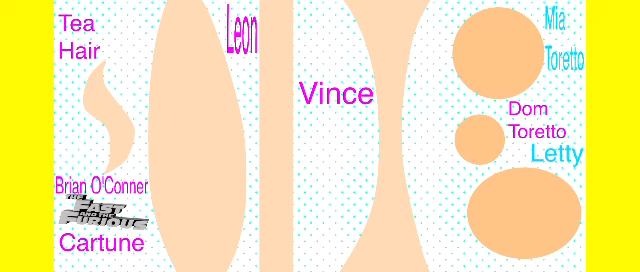 Tea
Hair
Leon
Mia
Toretto
Vince
Dom
Toretto
Letty
Brian O'Conner
THE
FAST
AND THE
FURIOUS
Cartune